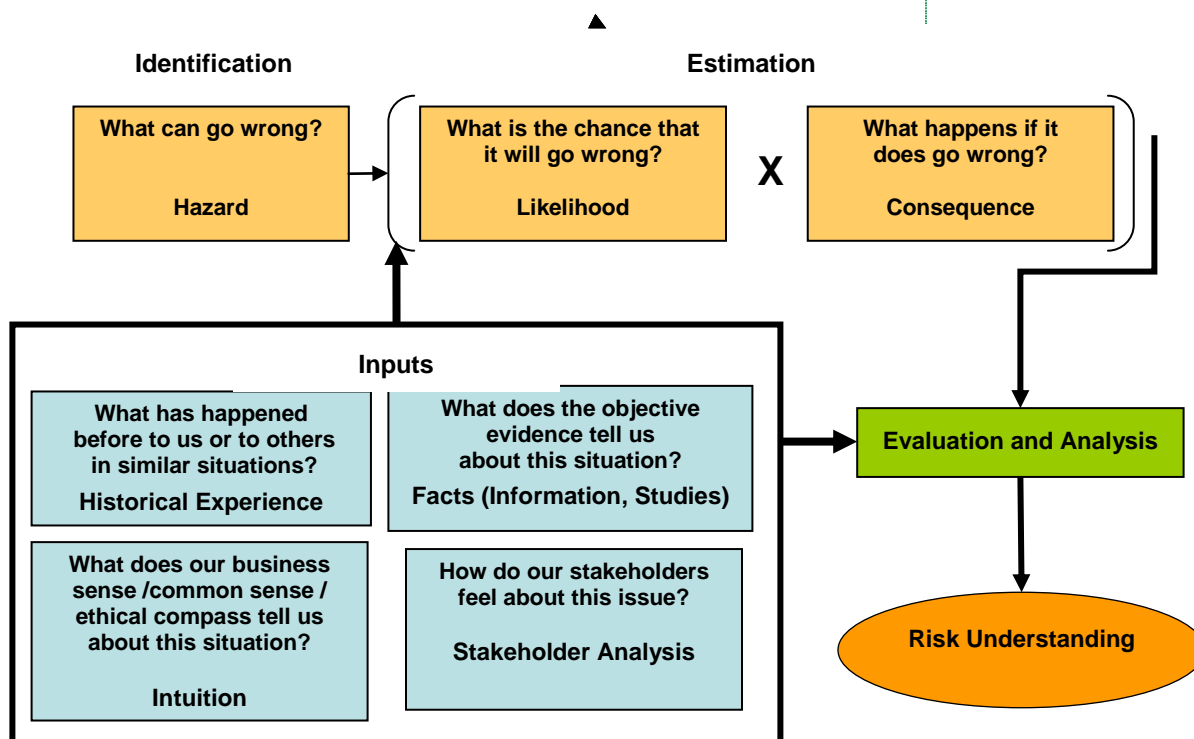 Identification
Estimation
What can go wrong?
Hazard
What is the chance that
it will go wrong?
Likelihood
X
What happens if it
does go wrong?
Consequence
Inputs
What has happened
before to us or to others
in similar situations?
Historical Experience
What does the objective
evidence tell us
about this situation?
Facts (Information, Studies)
What does our business
sense /common sense /
ethical compass tell us
about this situation?
Intuition
How do our stakeholders
feel about this issue?
Stakeholder Analysis
Evaluation and Analysis
Risk Understanding